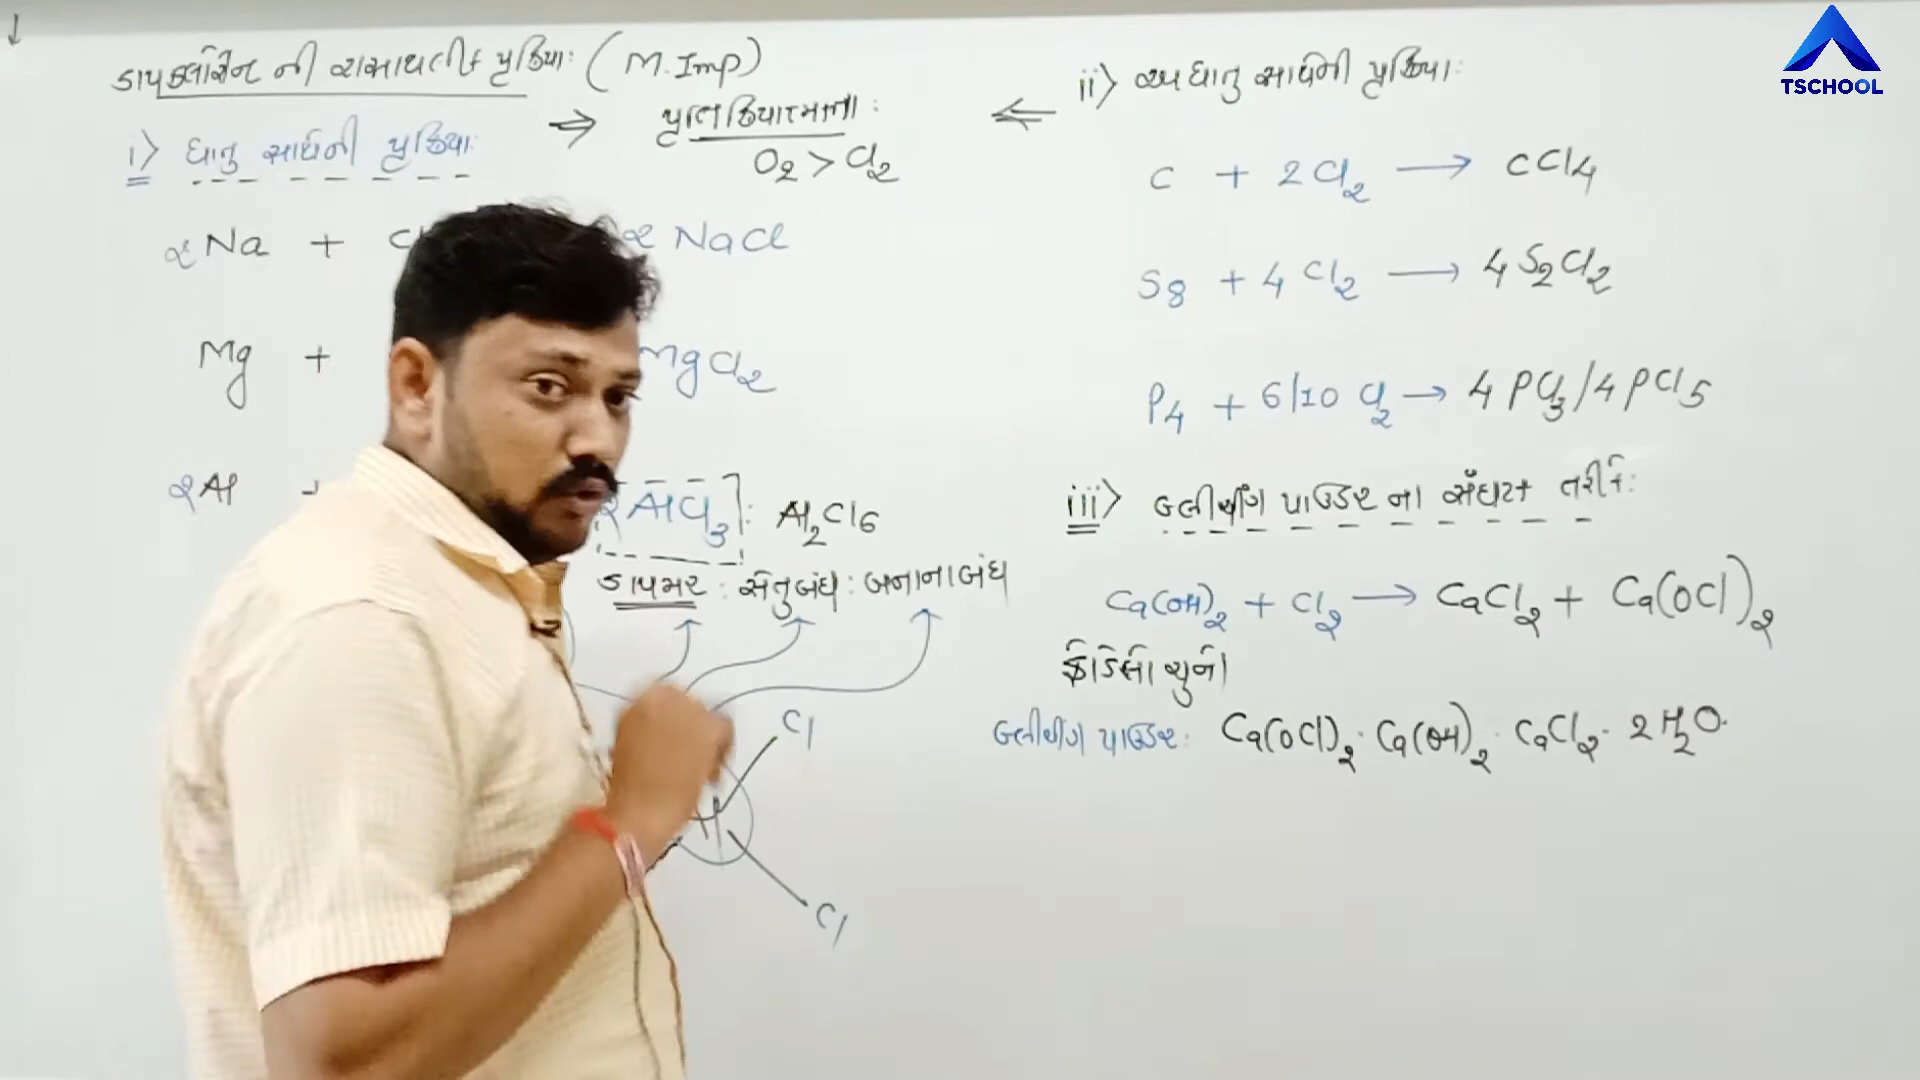 ડાયક્લોરિન ની રાસાયણીક પ્રક્રિયાઃ (M.Imp)
i) ધાતુ સાથેની પ્રક્રિયાઃ
⇒ પ્રતિક્રિયાત્મકતાઃ
O₂ > Cl₂
2Na + C
2 NaCl
Mg +
MgCl₂
2Al +
2AlCl₃ : Al₂Cl₆
ડાયમર : સેતુબંધ : બનાનાબંધ
Cl
Cl
ii) અધાતુ સાથેની પ્રક્રિયાઃ
C + 2Cl₂ → CCl₄
S₈ + 4Cl₂ → 4S₂Cl₂
P₄ + 6/10 Cl₂ → 4PCl₃/4PCl₅
iii) બ્લીચીંગ પાઉડર ના સંઘટક તરીકે:
Ca(OH)₂ + Cl₂ → CaCl₂ + Ca(OCl)₂
ફોડેલો ચુનો
બ્લીચીંગ પાઉડર: Ca(OCl)₂. Ca(OH)₂. CaCl₂. 2H₂O.
TSCHOOL